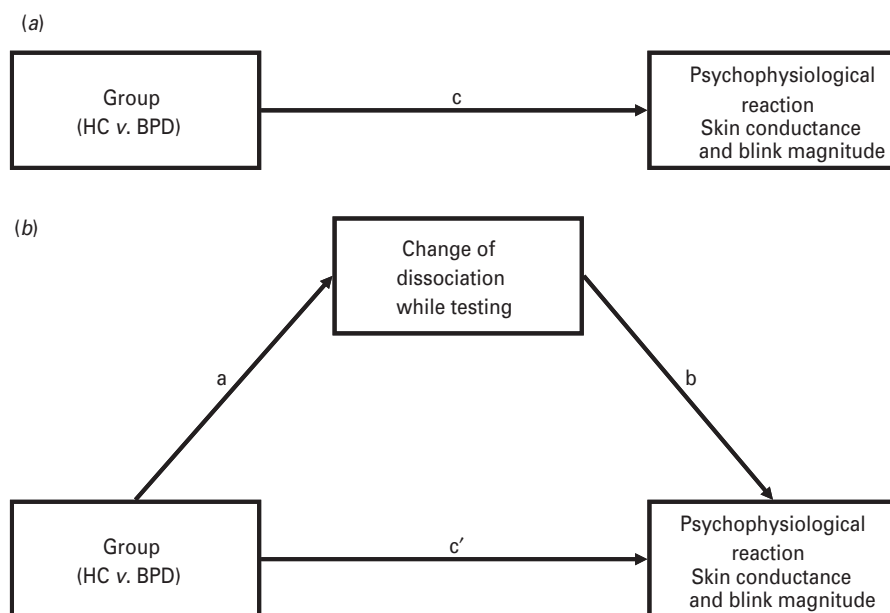 (a)
Group
(HC v. BPD)
c
Psychophysiological
reaction
Skin conductance
and blink magnitude
(b)
Change of
dissociation
while testing
a
b
Group
(HC v. BPD)
c′
Psychophysiological
reaction
Skin conductance
and blink magnitude